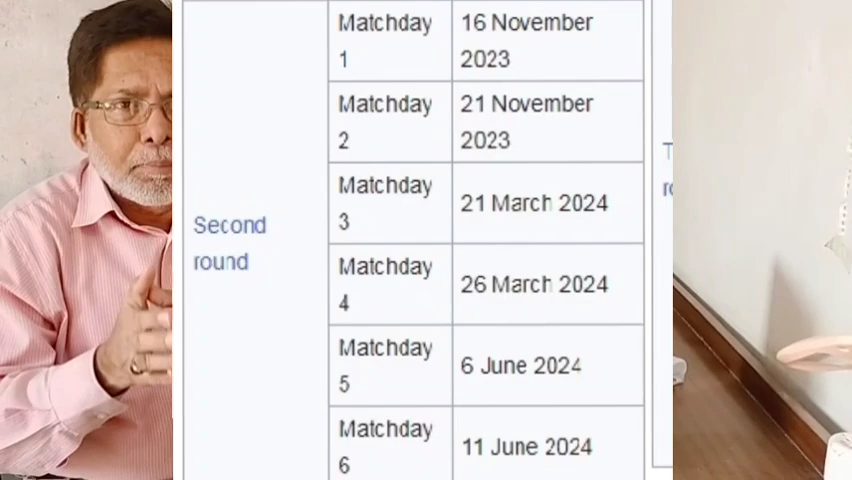 Matchday 16 November
1 2023
Matchday 21 November
2 2023
Matchday
3 21 March 2024
Second
round
Matchday
4 26 March 2024
Matchday
5 6 June 2024
Matchday
6 11 June 2024